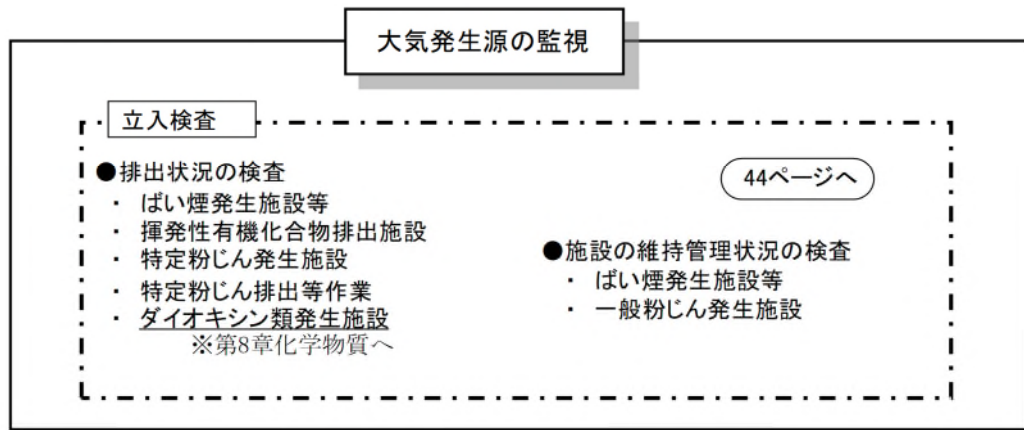 大気発生源の監視
立入検査
●排出状況の検査
・ ばい煙発生施設等
・ 揮発性有機化合物排出施設
・ 特定粉じん発生施設
・ 特定粉じん排出等作業
・ ダイオキシン類発生施設
※第8章化学物質へ
44ページへ
●施設の維持管理状況の検査
・ ばい煙発生施設等
・ 一般粉じん発生施設